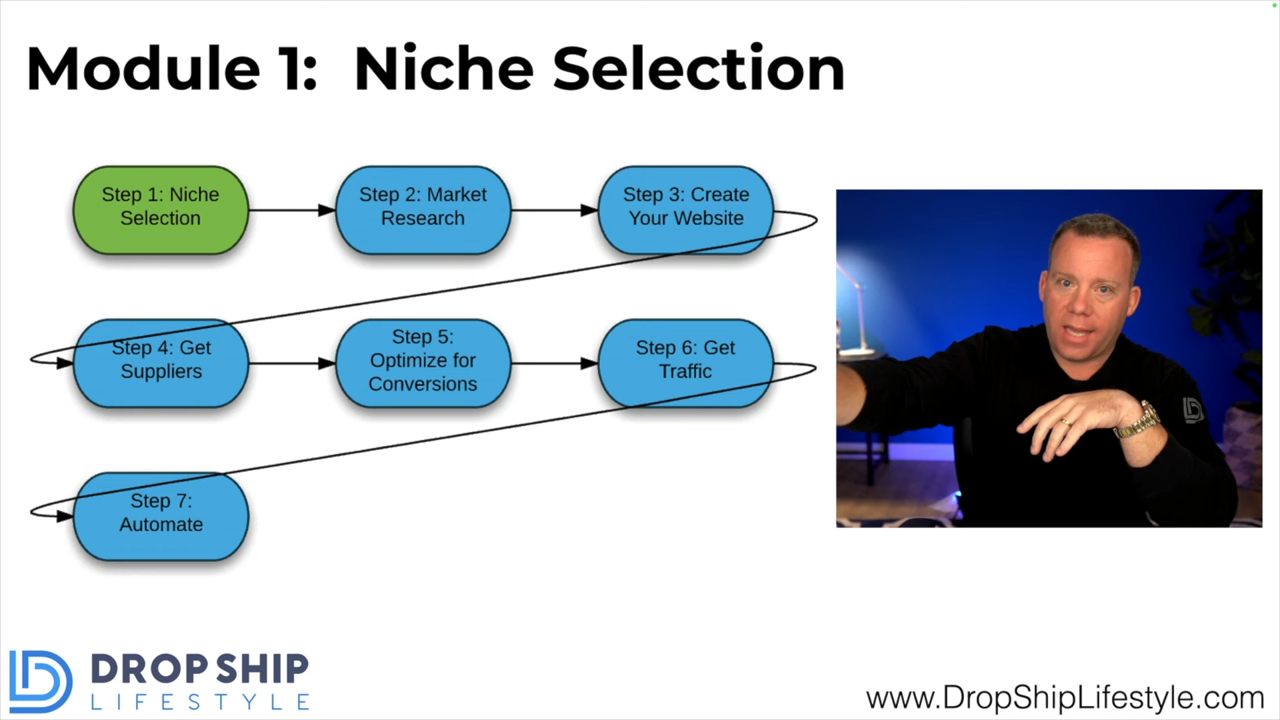 Module 1: Niche Selection
Step 1: Niche
Selection
Step 2: Market
Research
Step 3: Create
Your Website
Step 4: Get
Suppliers
Step 5:
Optimize for
Conversions
Step 6: Get
Traffic
Step 7:
Automate
DROP SHIP
LIFESTYLE
www.DropShipLifestyle.com